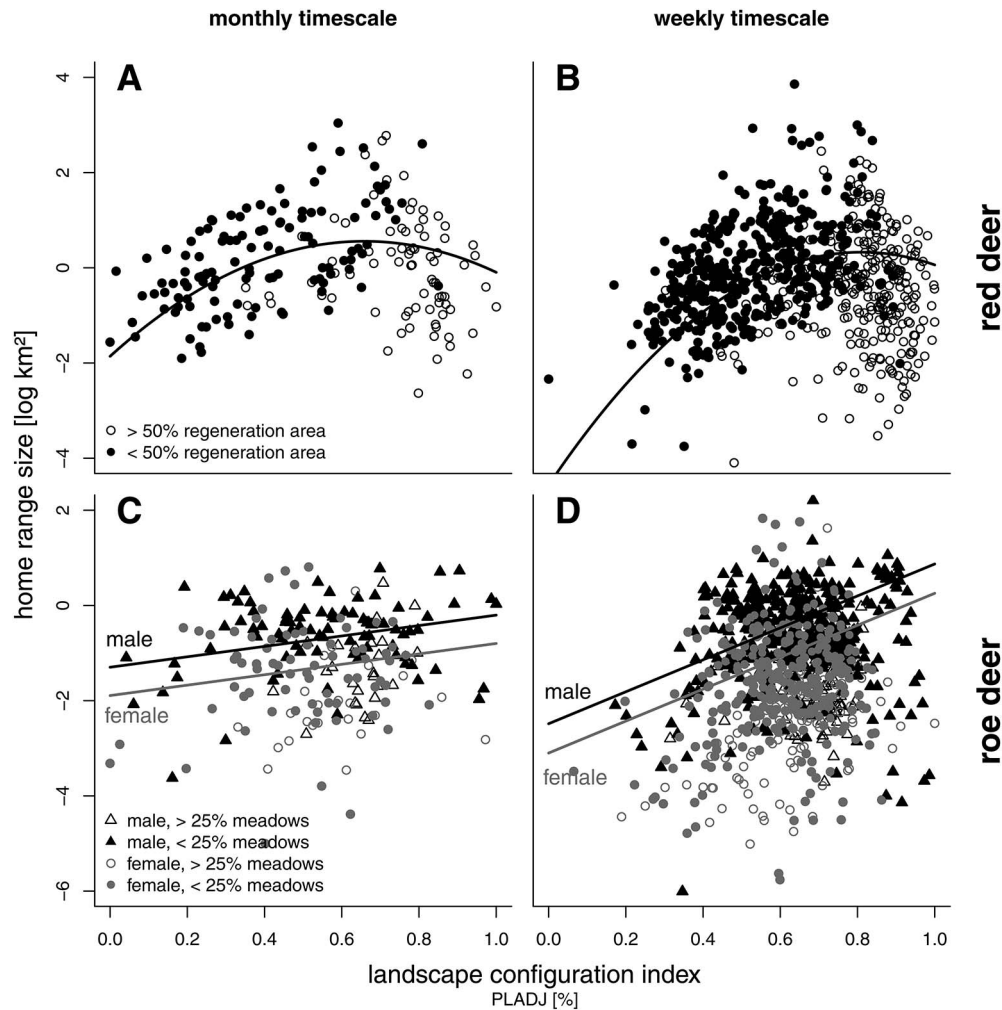 monthly timescale
weekly timescale
A
B
4
2
0
−2
−4
> 50% regeneration area
< 50% regeneration area
red deer
home range size [log km²]
C
D
2
0
−2
−4
−6
male
female
male
female
male, > 25% meadows
male, < 25% meadows
female, > 25% meadows
female, < 25% meadows
roe deer
0.0 0.2 0.4 0.6 0.8 1.0
0.0 0.2 0.4 0.6 0.8 1.0
landscape configuration index
PLADJ [%]